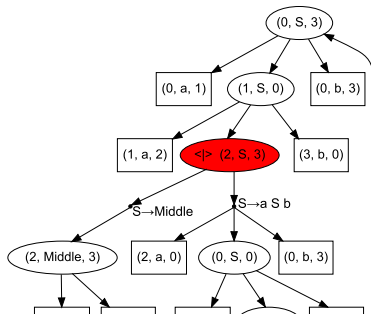 (0, S, 3)
(0, a, 1)
(1, S, 0)
(0, b, 3)
(1, a, 2)
<|> (2, S, 3)
(3, b, 0)
S→Middle
S→a S b
(2, Middle, 3)
(2, a, 0)
(0, S, 0)
(0, b, 3)